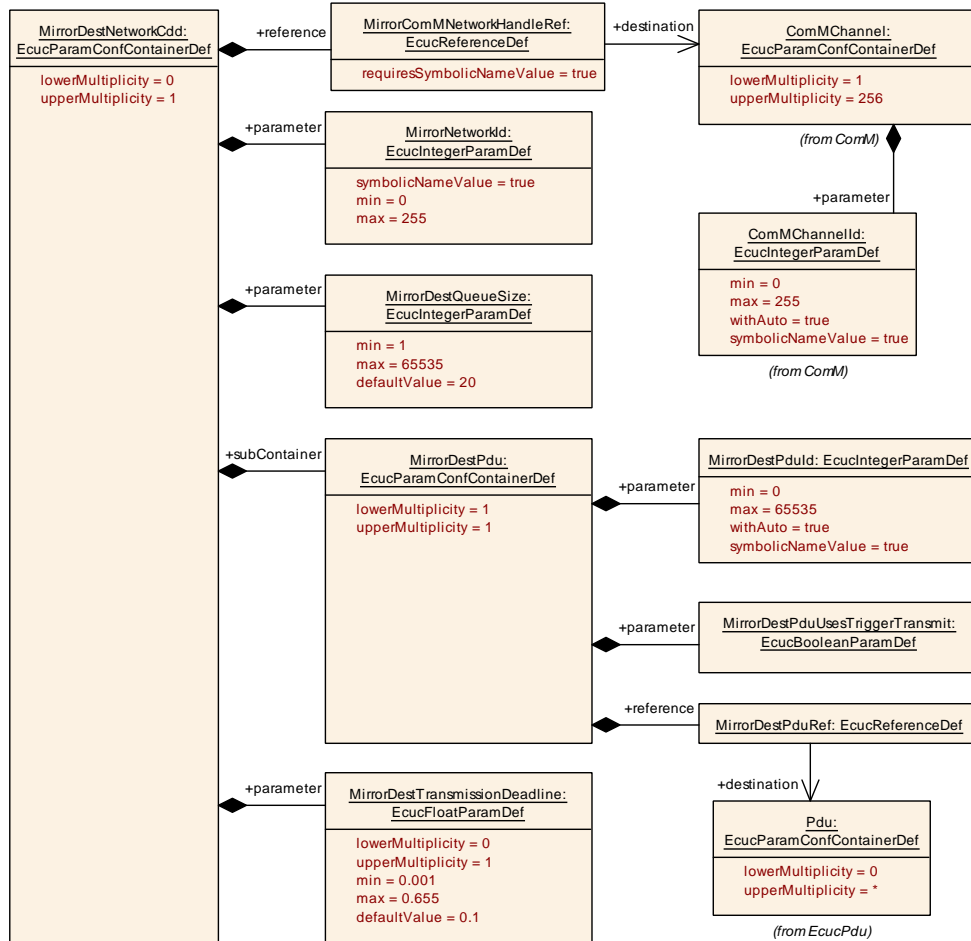 MirrorDestNetworkCdd:
EcucParamConfContainerDef
lowerMultiplicity = 0
upperMultiplicity = 1
+reference
MirrorComMNetworkHandleRef:
EcucReferenceDef
requiresSymbolicNameValue = true
+destination
ComMChannel:
EcucParamConfContainerDef
lowerMultiplicity = 1
upperMultiplicity = 256
(from ComM)
+parameter
MirrorNetworkId:
EcucIntegerParamDef
symbolicNameValue = true
min = 0
max = 255
+parameter
ComMChannelId:
EcucIntegerParamDef
min = 0
max = 255
withAuto = true
symbolicNameValue = true
(from ComM)
+parameter
MirrorDestQueueSize:
EcucIntegerParamDef
min = 1
max = 65535
defaultValue = 20
+subContainer
MirrorDestPdu:
EcucParamConfContainerDef
lowerMultiplicity = 1
upperMultiplicity = 1
+parameter
MirrorDestPduId: EcucIntegerParamDef
min = 0
max = 65535
withAuto = true
symbolicNameValue = true
+parameter
MirrorDestPduUsesTriggerTransmit:
EcucBooleanParamDef
+reference
MirrorDestPduRef: EcucReferenceDef
+destination
Pdu:
EcucParamConfContainerDef
lowerMultiplicity = 0
upperMultiplicity = *
(from EcucPdu)
+parameter
MirrorDestTransmissionDeadline:
EcucFloatParamDef
lowerMultiplicity = 0
upperMultiplicity = 1
min = 0.001
max = 0.655
defaultValue = 0.1